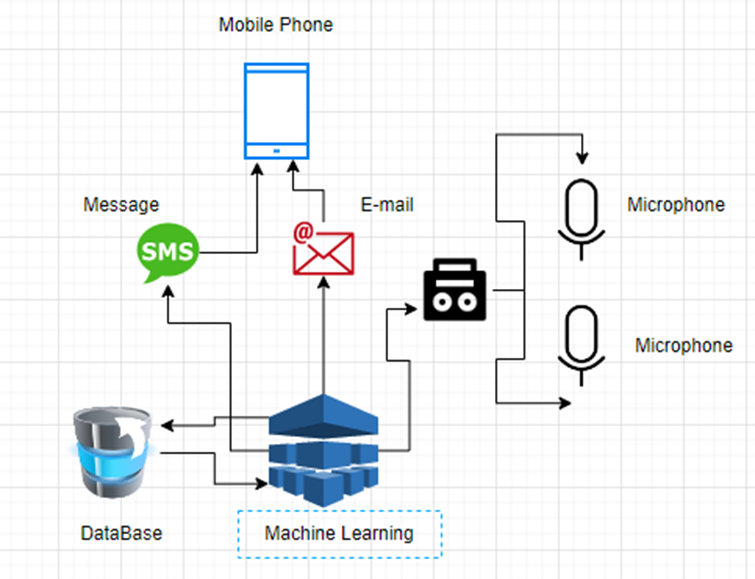 Mobile Phone
Message
E-mail
Microphone
@
SMS
Microphone
DataBase
Machine Learning